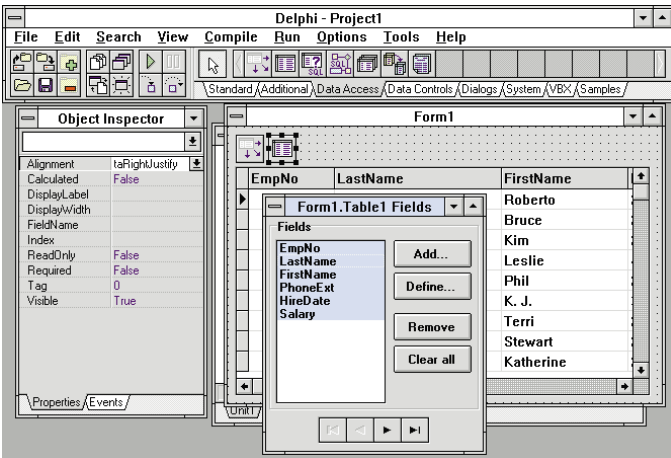 Delphi - Project1
File Edit Search View Compile Run Options Tools Help
SQL SQL
Standard Additional Data Access Data Controls Dialogs System VBX Samples
Object Inspector
Alignment taRightJustify
Calculated False
DisplayLabel
DisplayWidth
FieldName
Index
ReadOnly False
Required False
Tag 0
Visible True
Properties Events
Form1
EmpNo LastName FirstName
Roberto
Bruce
Kim
Leslie
Phil
K. J.
Terri
Stewart
Katherine
Form1.Table1 Fields
Fields
EmpNo
LastName
FirstName
PhoneExt
HireDate
Salary
Add...
Define...
Remove
Clear all
Unit1